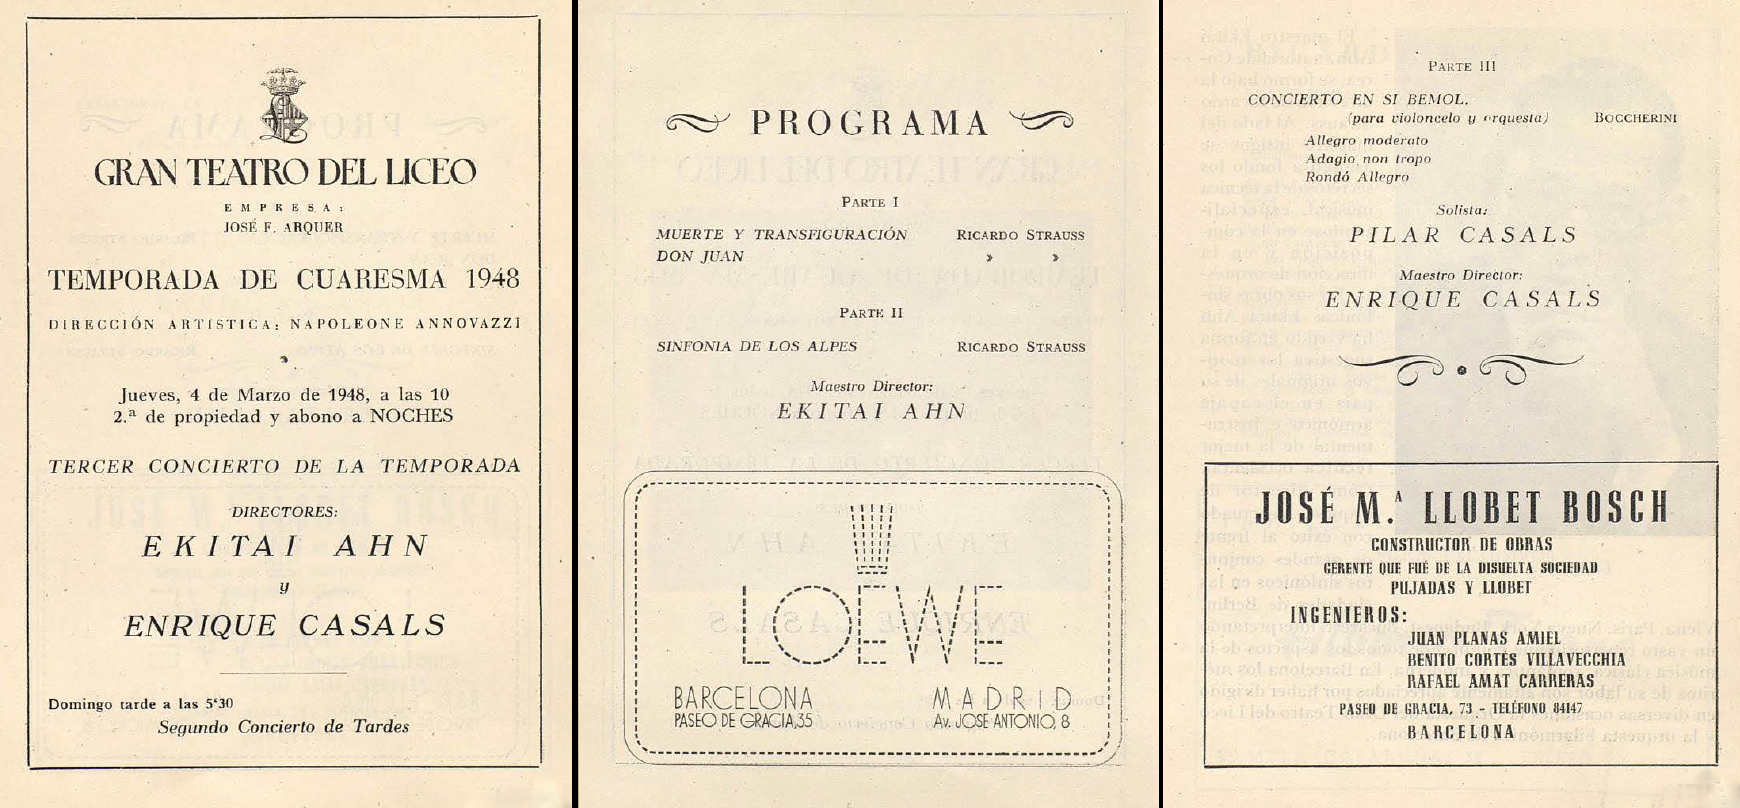 GRAN TEATRO DEL LICEO
EMPRESA:
JOSÉ F. ARQUER
TEMPORADA DE CUARESMA 1948
DIRECCIÓN ARTISTICA: NAPOLEONE ANNOVAZZI
Jueves, 4 de Marzo de 1948, a las 10
2.ª de propiedad y abono a NOCHES
TERCER CONCIERTO DE LA TEMPORADA
DIRECTORES:
EKITAI AHN
y
ENRIQUE CASALS
Domingo tarde a las 5'30
Segundo Concierto de Tardes
PROGRAMA
PARTE I
MUERTE Y TRANSFIGURACIÓN RICARDO STRAUSS
DON JUAN » »
PARTE II
SINFONIA DE LOS ALPES RICARDO STRAUSS
Maestro Director:
EKITAI AHN
LOEWE
BARCELONA MADRID
PASEO DE GRACIA, 35 Av. JOSE ANTONIO, 8
PARTE III
CONCIERTO EN SI BEMOL.
(para violoncelo y orquesta) BOCCHERINI
Allegro moderato
Adagio non tropo
Rondó Allegro
Solista:
PILAR CASALS
Maestro Director:
ENRIQUE CASALS
JOSÉ M.ª LLOBET BOSCH
CONSTRUCTOR DE OBRAS
GERENTE QUE FUÉ DE LA DISUELTA SOCIEDAD
PUJADAS Y LLOBET
INGENIEROS:
JUAN PLANAS AMIEL
BENITO CORTÉS VILLAVECCHIA
RAFAEL AMAT CARRERAS
PASEO DE GRACIA, 73 - TELÉFONO 84147
BARCELONA